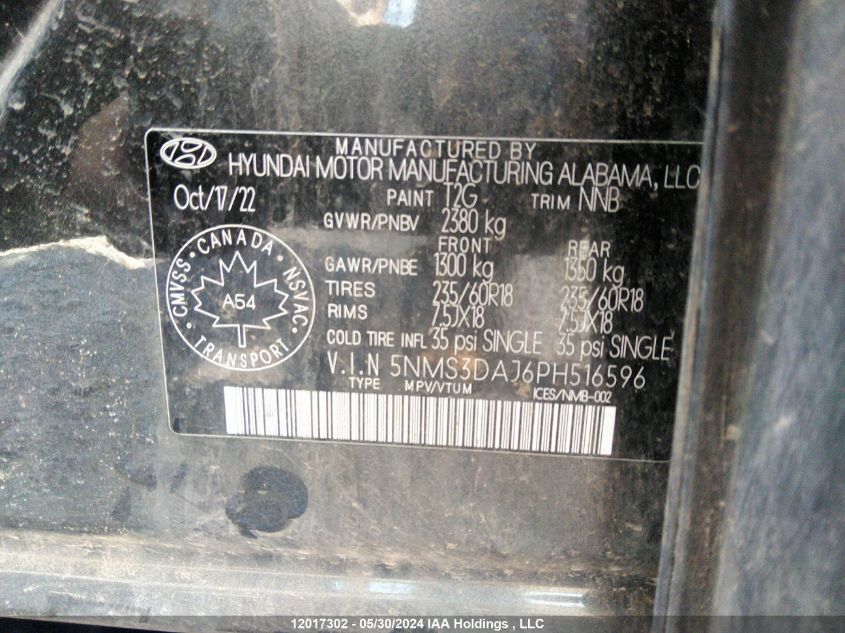 MANUFACTURED BY
HYUNDAI MOTOR MANUFACTURING ALABAMA, LLC
Oct/17/22 PAINT T2G TRIM NNB
GVWR/PNBV 2380 kg
FRONT REAR
GAWR/PNBE 1300 kg 1350 kg
TIRES 235/60R18 235/60R18
RIMS 7.5JX18 7.5JX18
COLD TIRE INFL 35 psi SINGLE 35 psi SINGLE
V.I.N 5NMS3DAJ6PH516596
TYPE MPV/VTUM ICES/NMB-002
CMVSS · CANADA · NSVAC
A54
TRANSPORT
12017302 - 05/30/2024 IAA Holdings , LLC